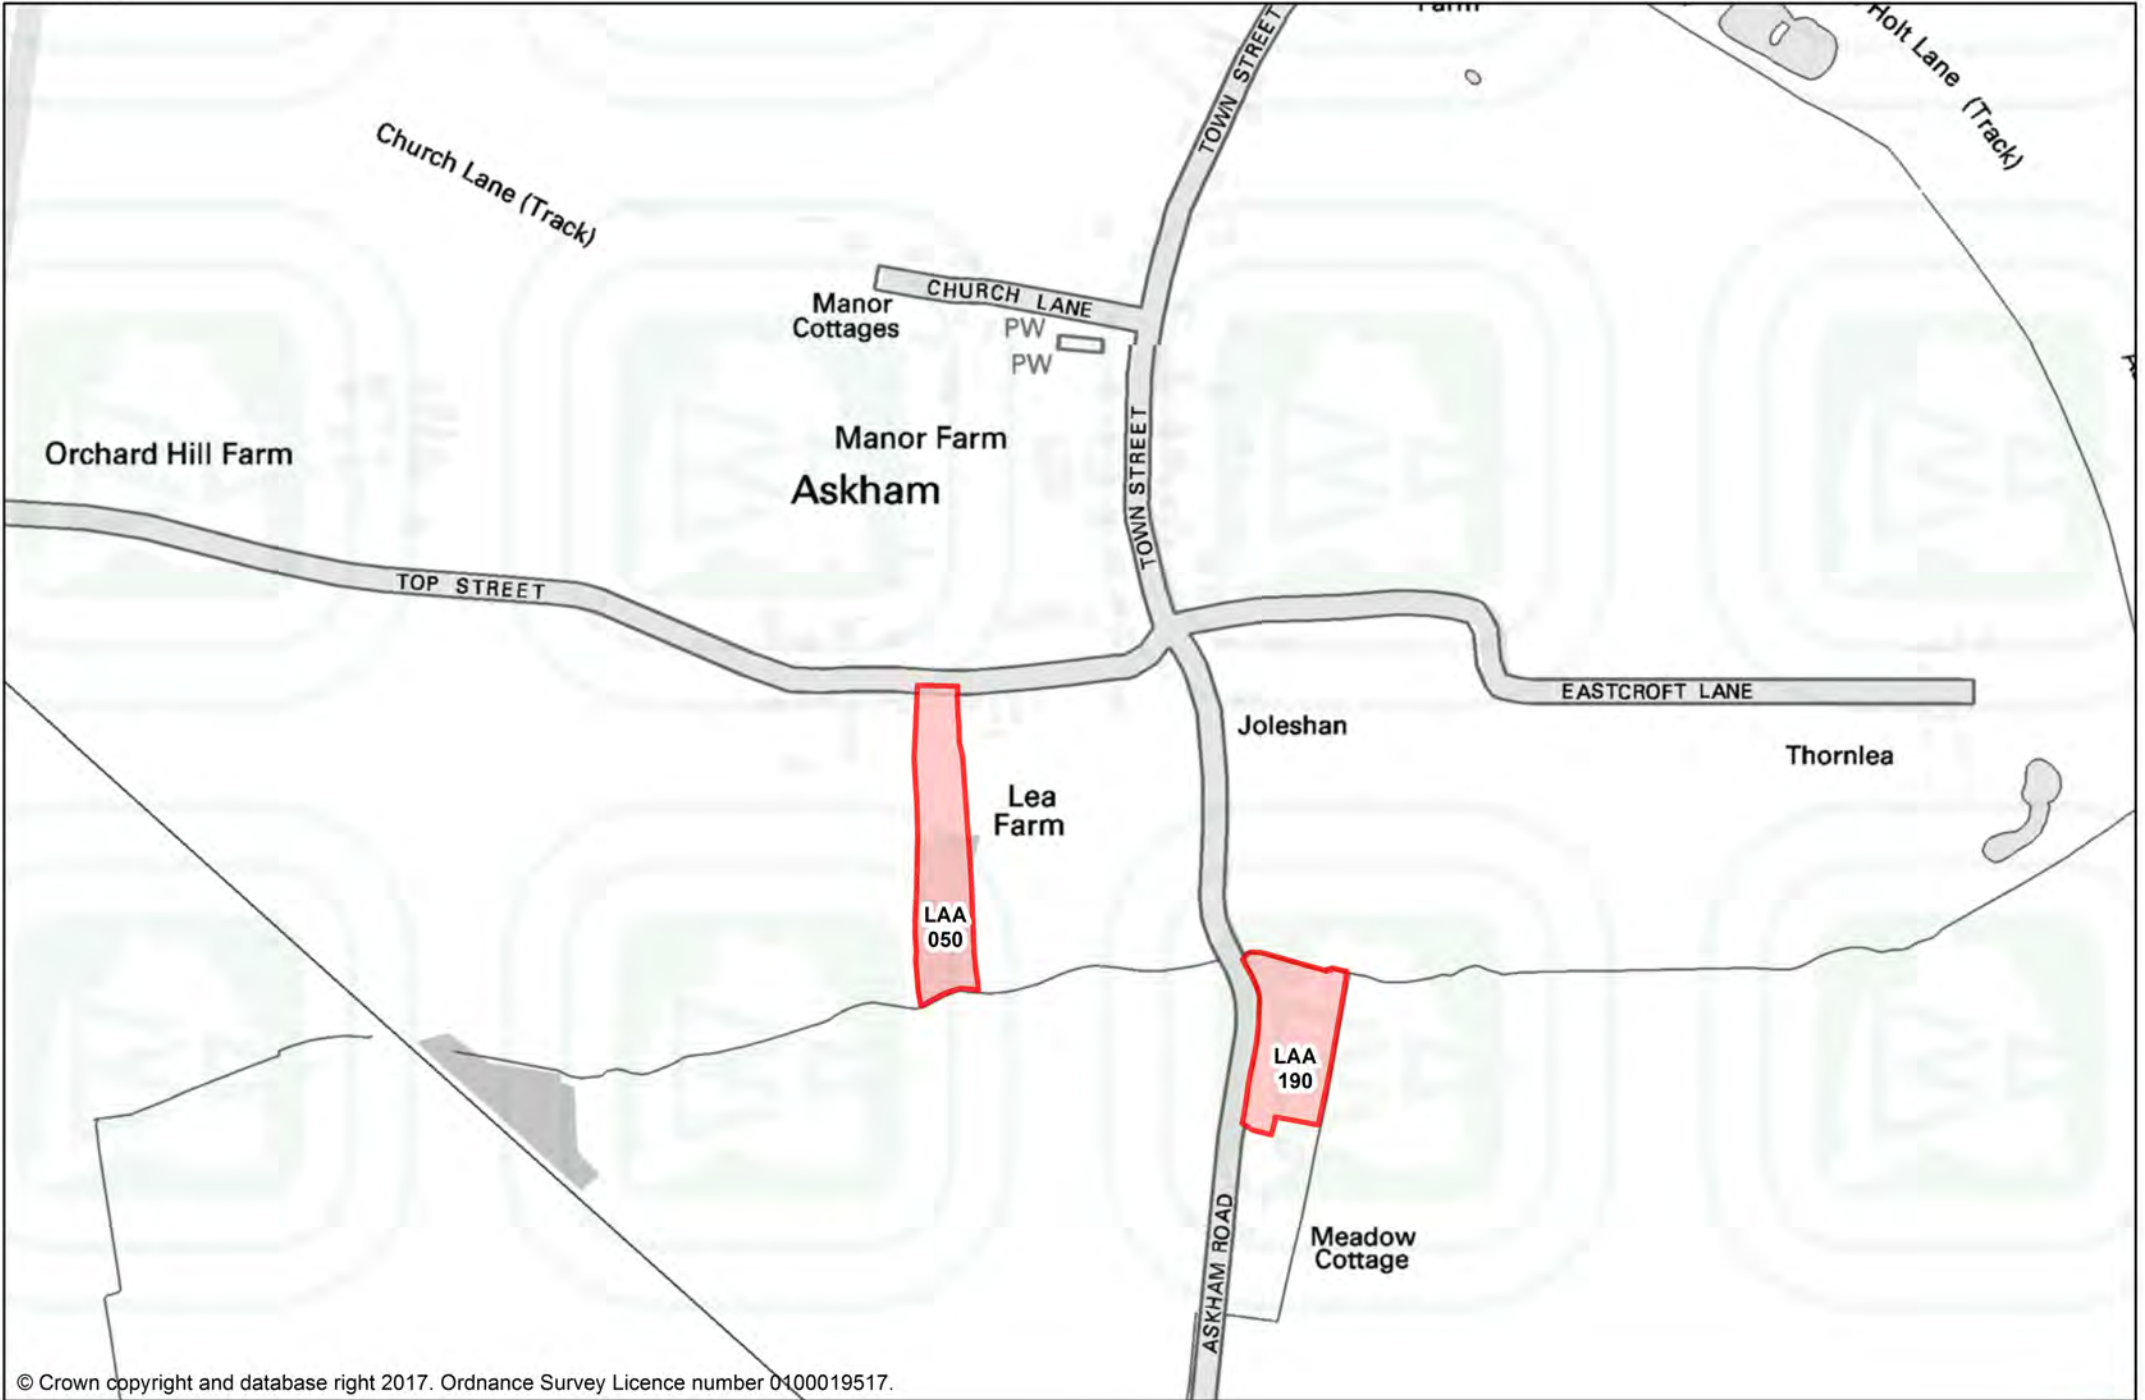 Holt Lane (Track)
TOWN STREET
Church Lane (Track)
CHURCH LANE
Manor
Cottages
PW
PW
Manor Farm
Orchard Hill Farm
Askham
TOWN STREET
TOP STREET
EASTCROFT LANE
Joleshan
Thornlea
Lea
Farm
LAA
050
LAA
190
Meadow
Cottage
ASKHAM ROAD
© Crown copyright and database right 2017. Ordnance Survey Licence number 0100019517.